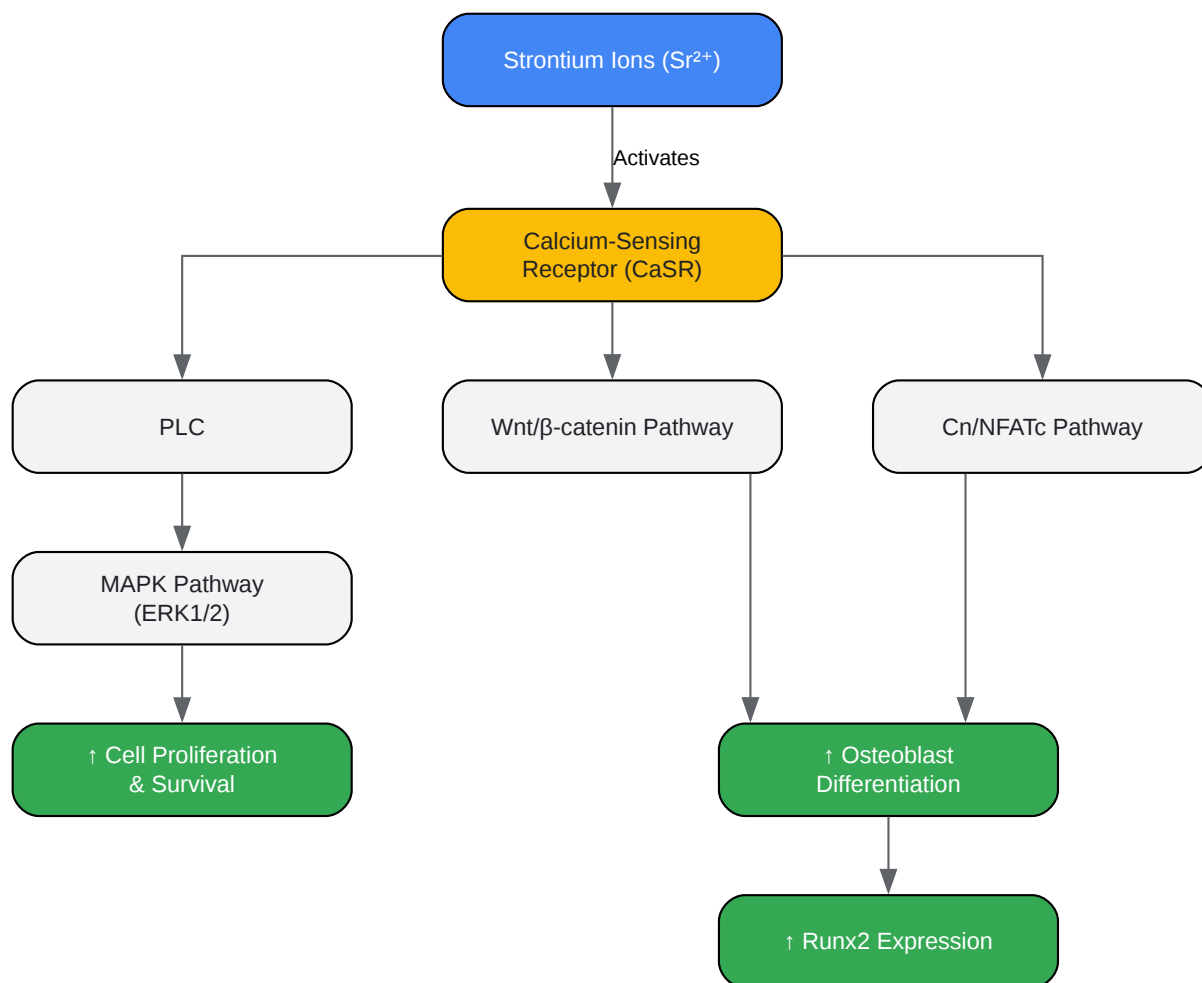 Strontium Ions (Sr²⁺)
Activates
Calcium-Sensing
Receptor (CaSR)
PLC
Wnt/β-catenin Pathway
Cn/NFATc Pathway
MAPK Pathway
(ERK1/2)
↑ Cell Proliferation
& Survival
↑ Osteoblast
Differentiation
↑ Runx2 Expression